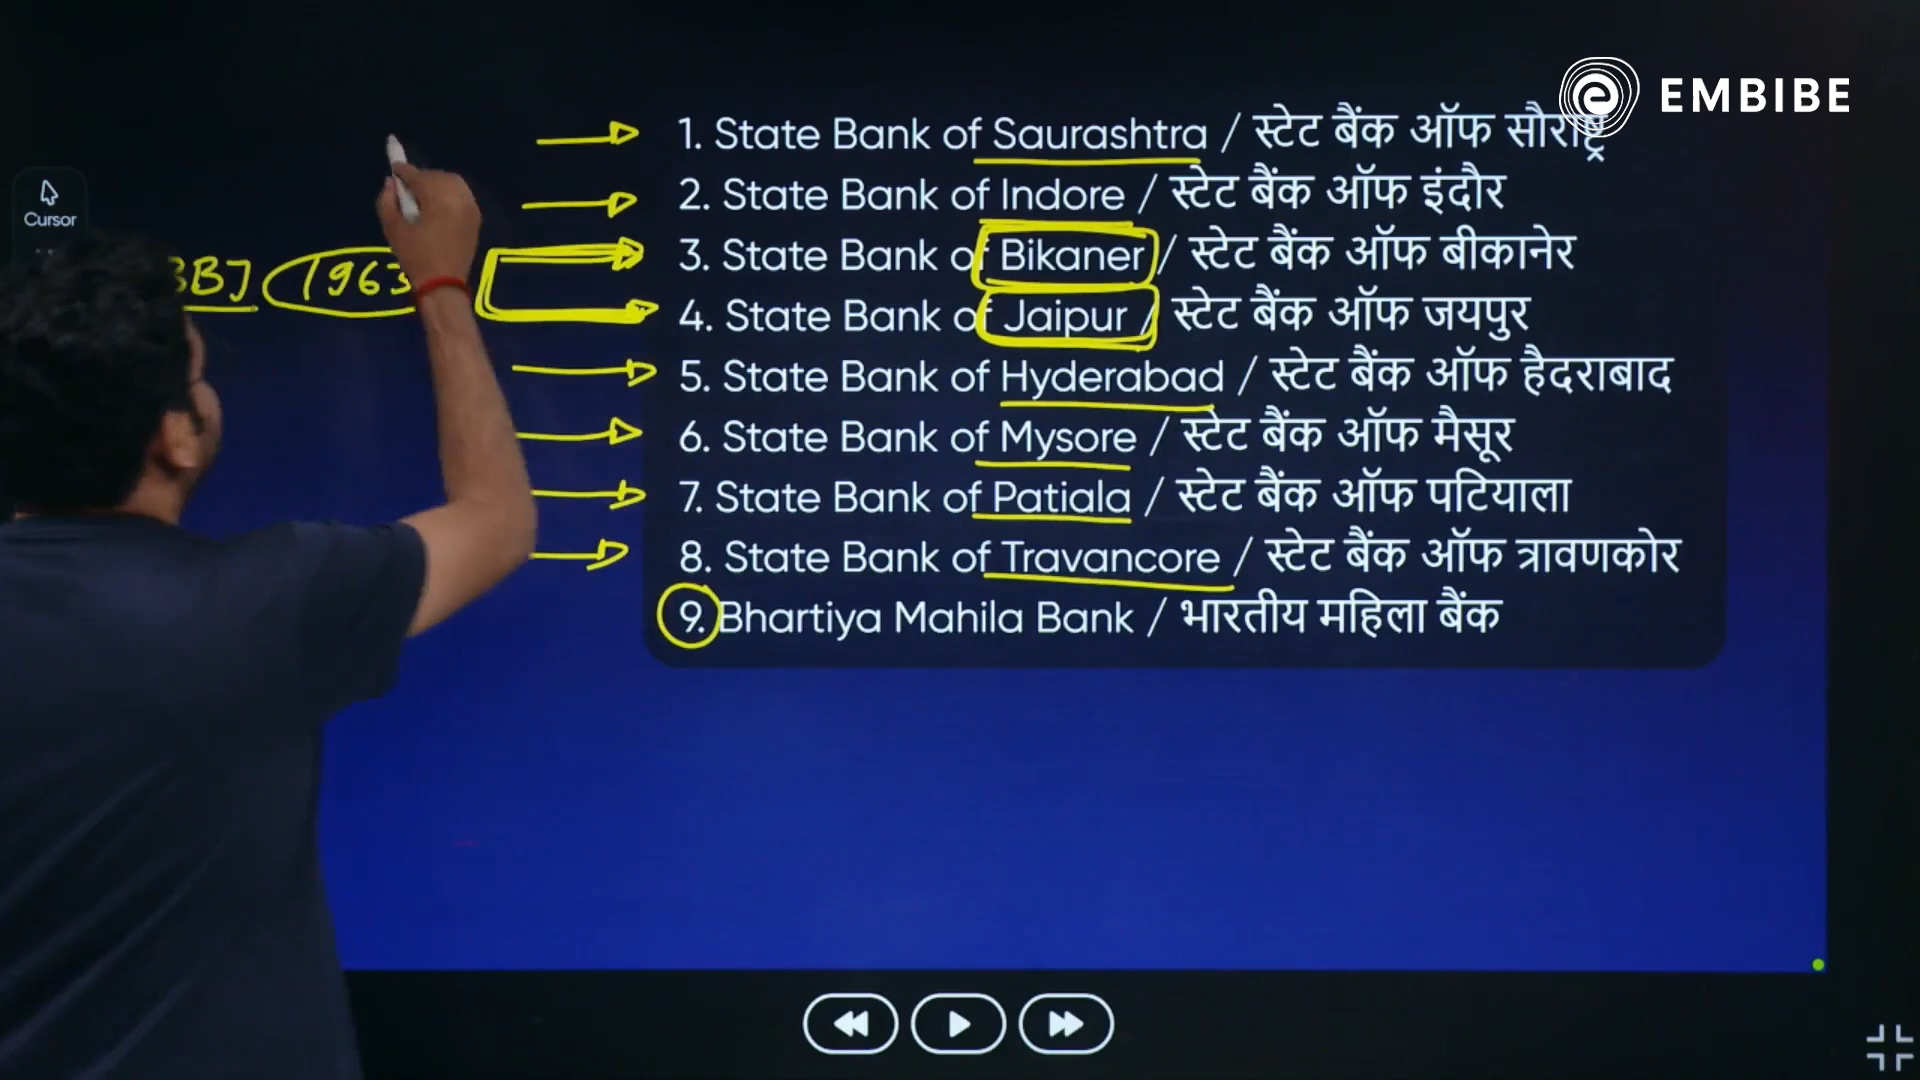 EMBIBE
1. State Bank of Saurashtra / स्टेट बैंक ऑफ सौराष्ट्र
2. State Bank of Indore / स्टेट बैंक ऑफ इंदौर
3. State Bank of Bikaner / स्टेट बैंक ऑफ बीकानेर
4. State Bank of Jaipur / स्टेट बैंक ऑफ जयपुर
5. State Bank of Hyderabad / स्टेट बैंक ऑफ हैदराबाद
6. State Bank of Mysore / स्टेट बैंक ऑफ मैसूर
7. State Bank of Patiala / स्टेट बैंक ऑफ पटियाला
8. State Bank of Travancore / स्टेट बैंक ऑफ त्रावणकोर
9. Bhartiya Mahila Bank / भारतीय महिला बैंक
Cursor
1963